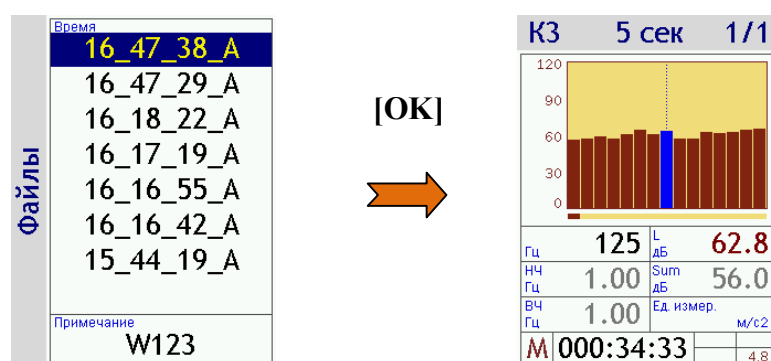 Файлы
Время
16_47_38_A
16_47_29_A
16_18_22_A
16_17_19_A
16_16_55_A
16_16_42_A
15_44_19_A
Примечание
W123
[OK]
К3 5 сек 1/1
120
90
60
30
0
Гц 125 L дБ 62.8
НЧ Гц 1.00 Sum дБ 56.0
ВЧ Гц 1.00 Ед. измер. м/с2
М 000:34:33 4.8